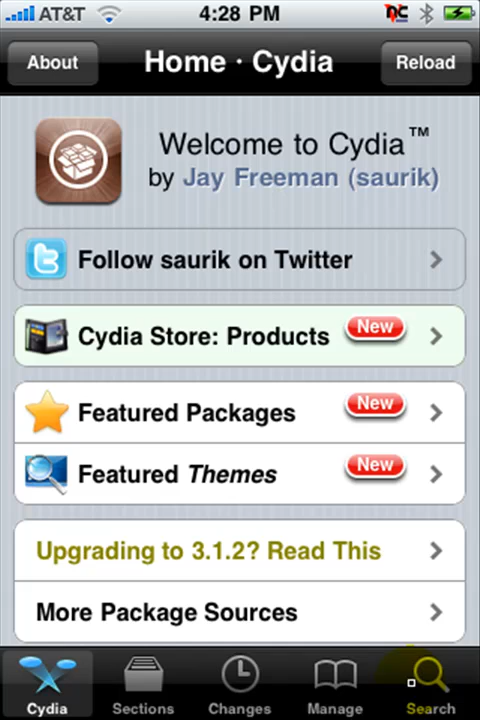 AT&T 4:28 PM nc
About Home · Cydia Reload
Welcome to Cydia™
by Jay Freeman (saurik)
Follow saurik on Twitter
Cydia Store: Products New
Featured Packages New
Featured Themes New
Upgrading to 3.1.2? Read This
More Package Sources
Cydia Sections Changes Manage Search